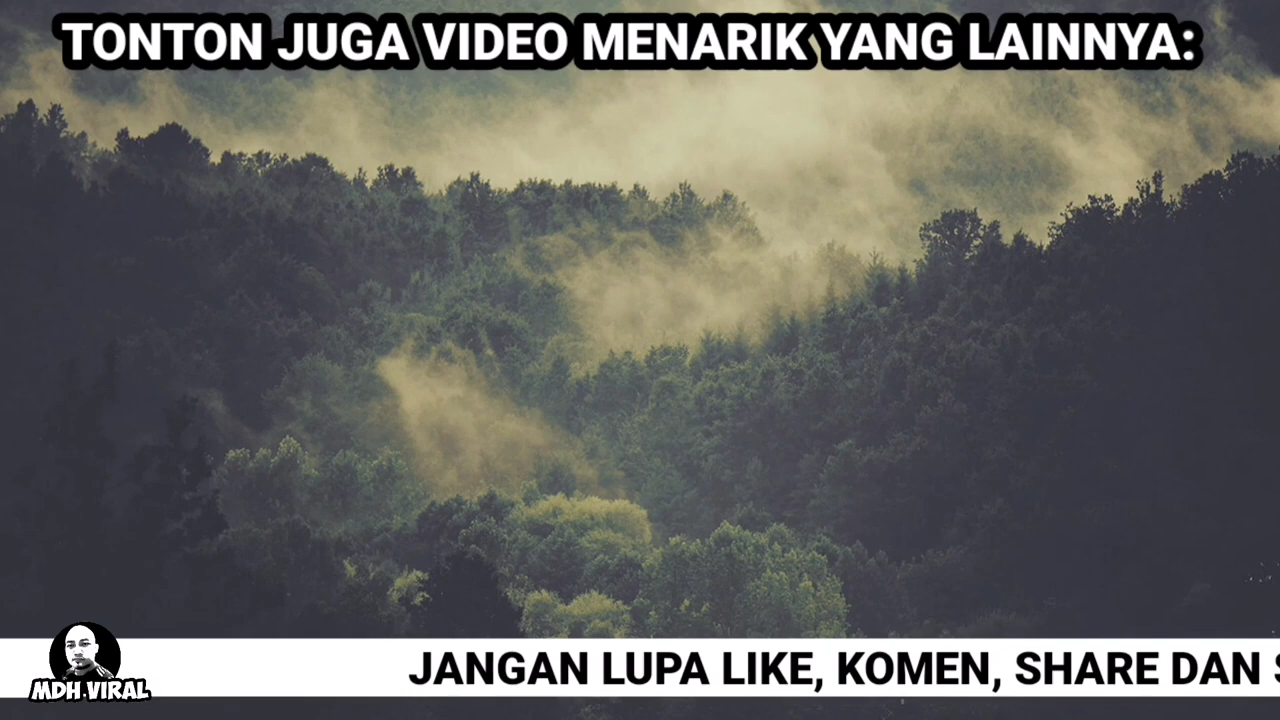 TONTON JUGA VIDEO MENARIK YANG LAINNYA:
JANGAN LUPA LIKE, KOMEN, SHARE DAN
MDH.VIRAL